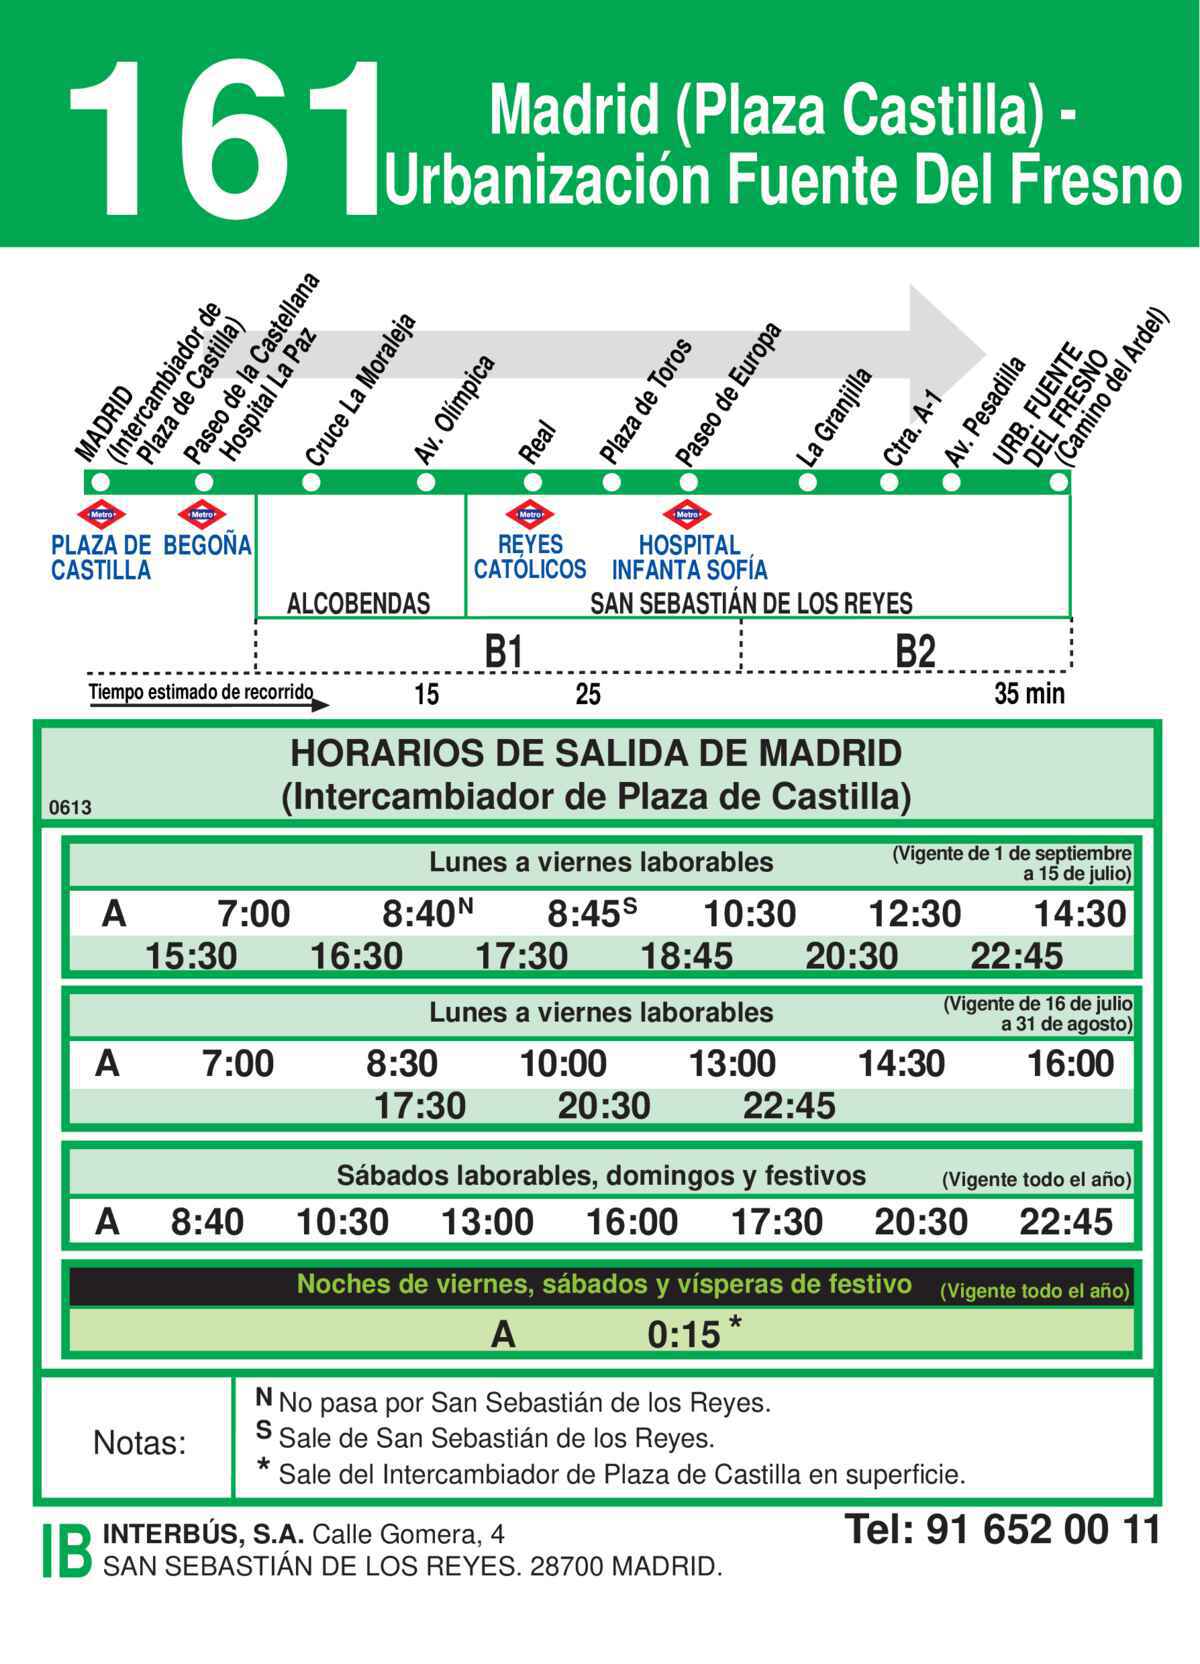 161
Madrid (Plaza Castilla) -
Urbanización Fuente Del Fresno
MADRID
(Intercambiador de
Plaza de Castilla)
Paseo de la Castellana
Hospital La Paz
Cruce La Moraleja
Av. Olímpica
Real
Plaza de Toros
Paseo de Europa
La Granjilla
Ctra. A-1
Av. Pesadilla
URB. FUENTE
DEL FRESNO
(Camino del Ardel)
Metro Metro Metro Metro
PLAZA DE
CASTILLA
BEGOÑA
REYES
CATÓLICOS
HOSPITAL
INFANTA SOFÍA
ALCOBENDAS SAN SEBASTIÁN DE LOS REYES
B1 B2
Tiempo estimado de recorrido 15 25 35 min
HORARIOS DE SALIDA DE MADRID
(Intercambiador de Plaza de Castilla)
0613
Lunes a viernes laborables (Vigente de 1 de septiembre
a 15 de julio)
A 7:00 8:40 N 8:45 S 10:30 12:30 14:30
15:30 16:30 17:30 18:45 20:30 22:45
Lunes a viernes laborables (Vigente de 16 de julio
a 31 de agosto)
A 7:00 8:30 10:00 13:00 14:30 16:00
17:30 20:30 22:45
Sábados laborables, domingos y festivos (Vigente todo el año)
A 8:40 10:30 13:00 16:00 17:30 20:30 22:45
Noches de viernes, sábados y vísperas de festivo (Vigente todo el año)
A 0:15 *
Notas:
N No pasa por San Sebastián de los Reyes.
S Sale de San Sebastián de los Reyes.
* Sale del Intercambiador de Plaza de Castilla en superficie.
IB
INTERBÚS, S.A. Calle Gomera, 4
SAN SEBASTIÁN DE LOS REYES. 28700 MADRID.
Tel: 91 652 00 11